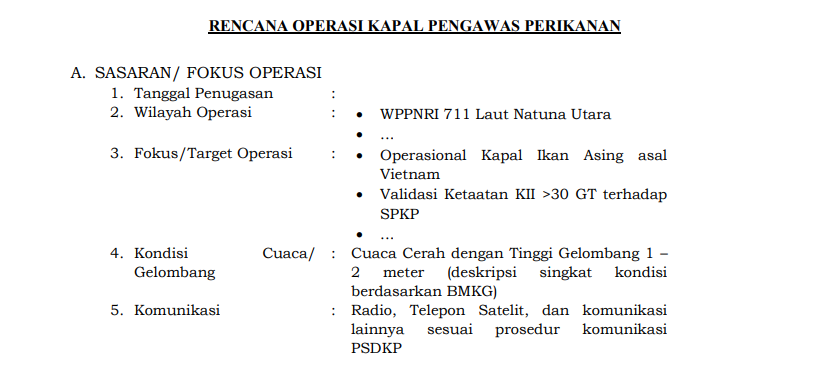 RENCANA OPERASI KAPAL PENGAWAS PERIKANAN
A. SASARAN/ FOKUS OPERASI
1. Tanggal Penugasan :
2. Wilayah Operasi : • WPPNRI 711 Laut Natuna Utara
• ...
3. Fokus/Target Operasi : • Operasional Kapal Ikan Asing asal
Vietnam
• Validasi Ketaatan KII >30 GT terhadap
SPKP
• ...
4. Kondisi Cuaca/ : Cuaca Cerah dengan Tinggi Gelombang 1 –
Gelombang 2 meter (deskripsi singkat kondisi
berdasarkan BMKG)
5. Komunikasi : Radio, Telepon Satelit, dan komunikasi
lainnya sesuai prosedur komunikasi
PSDKP